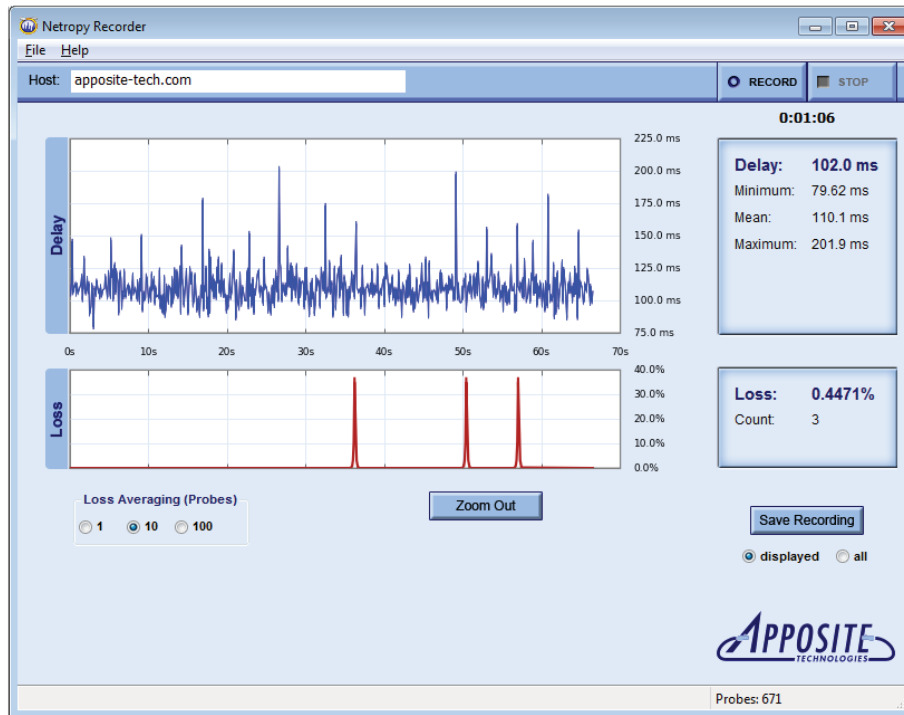 Netropy Recorder
File Help
Host: apposite-tech.com
RECORD STOP
0:01:06
Delay
225.0 ms
200.0 ms
175.0 ms
150.0 ms
125.0 ms
100.0 ms
75.0 ms
0s 10s 20s 30s 40s 50s 60s 70s
Delay: 102.0 ms
Minimum: 79.62 ms
Mean: 110.1 ms
Maximum: 201.9 ms
Loss
40.0%
30.0%
20.0%
10.0%
0.0%
Loss: 0.4471%
Count: 3
Loss Averaging (Probes)
1 10 100
Zoom Out
Save Recording
displayed all
APPOSITE
TECHNOLOGIES
Probes: 671